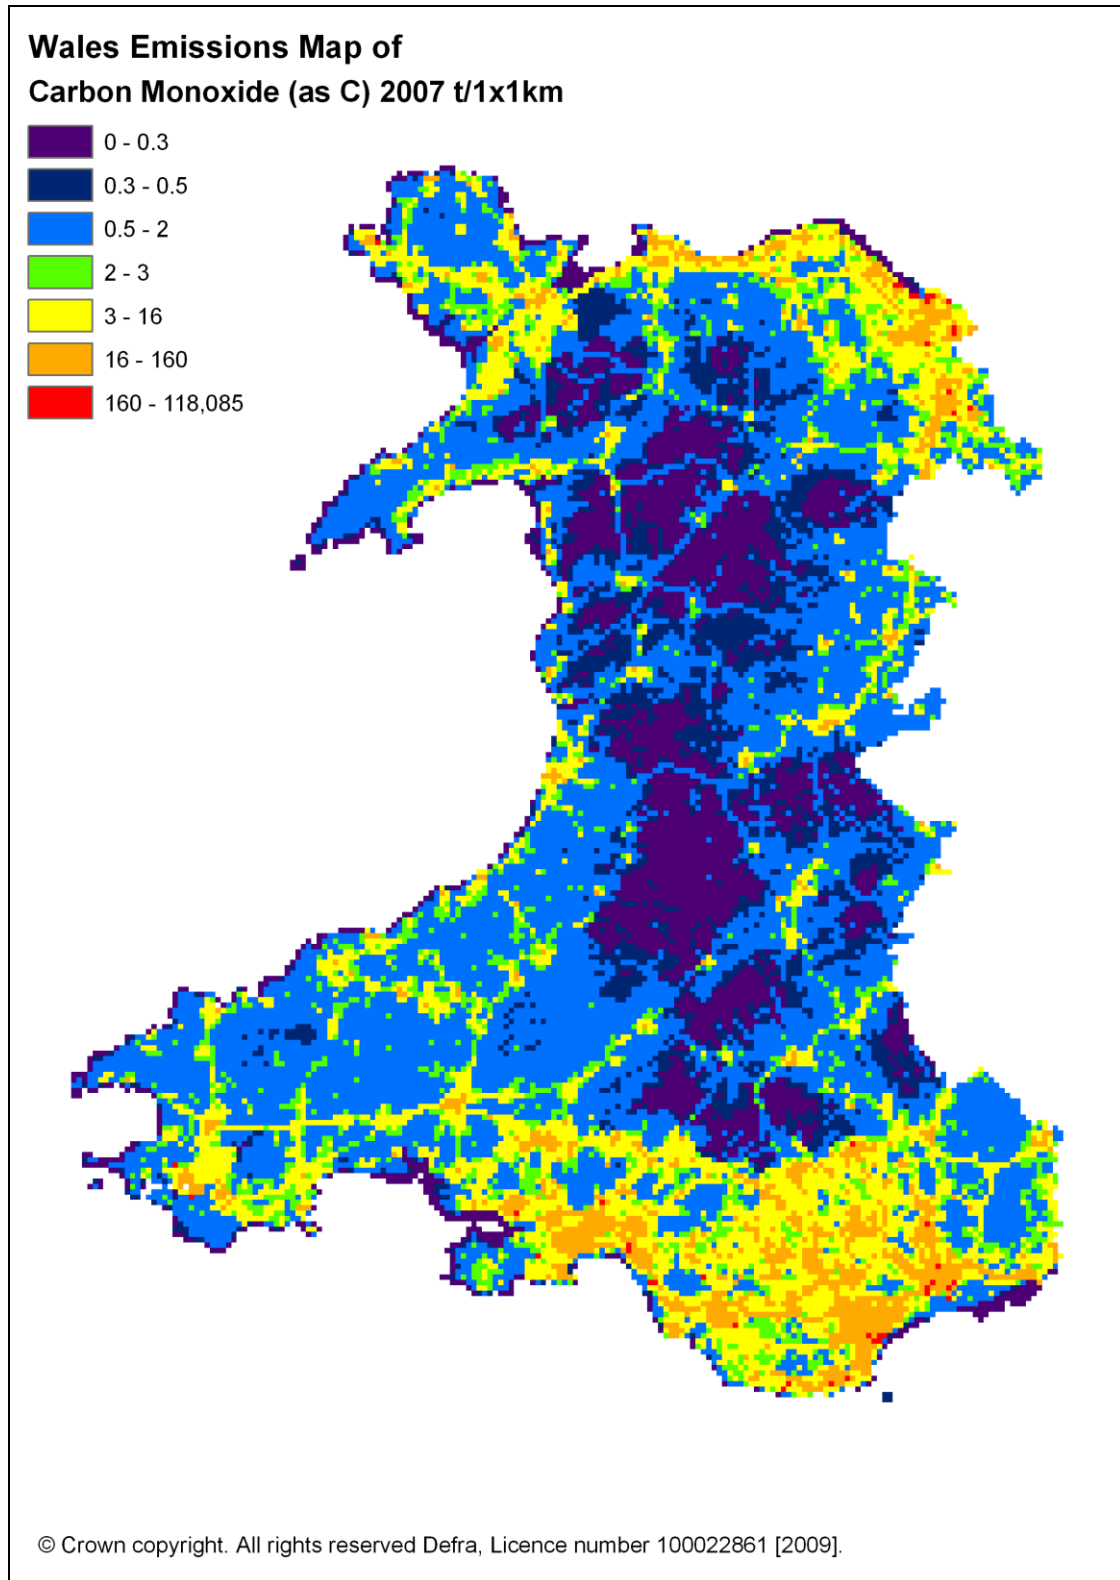 Wales Emissions Map of
Carbon Monoxide (as C) 2007 t/1x1km
0 - 0.3
0.3 - 0.5
0.5 - 2
2 - 3
3 - 16
16 - 160
160 - 118,085
© Crown copyright. All rights reserved Defra, Licence number 100022861 [2009].